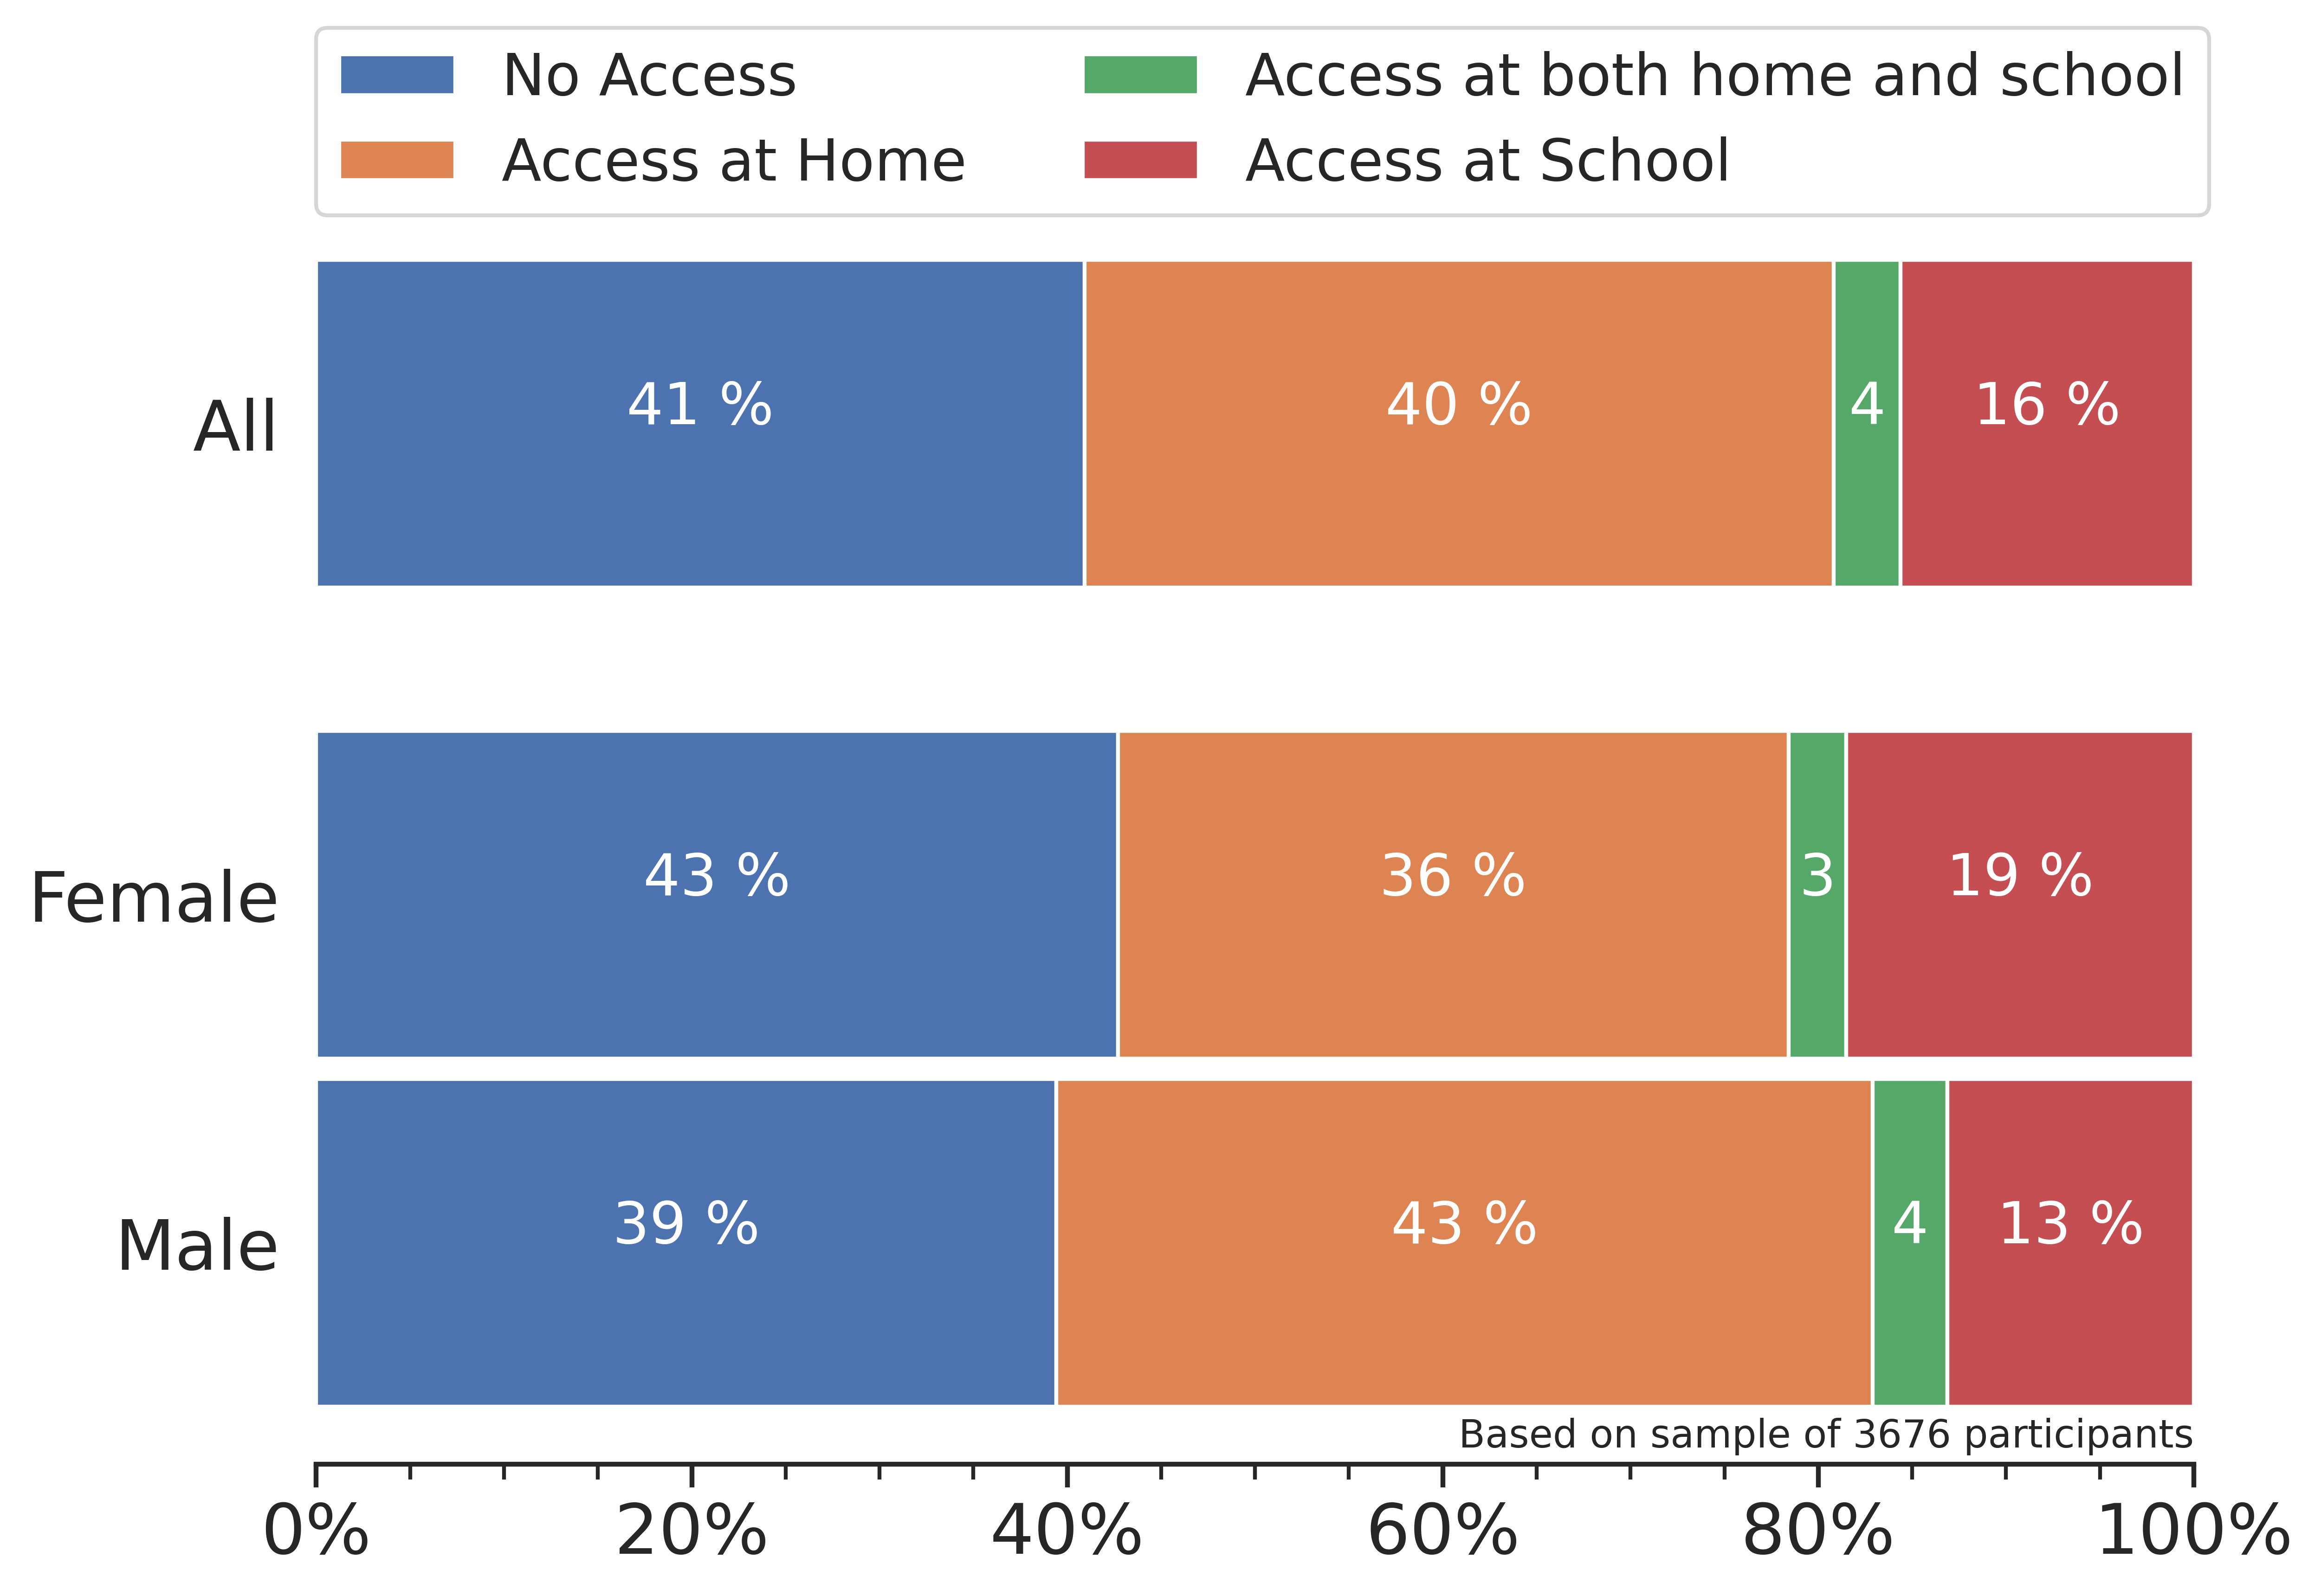 No Access
Access at Home
Access at both home and school
Access at School
All
41 %
40 %
4
16 %
Female
43 %
36 %
3
19 %
Male
39 %
43 %
4
13 %
Based on sample of 3676 participants
0%
20%
40%
60%
80%
100%